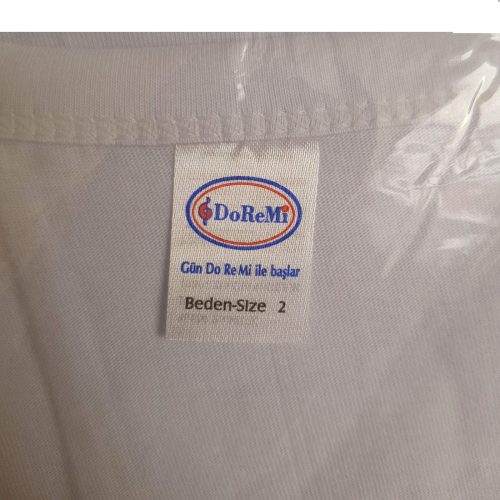 DoReMi
Gün Do Re Mi ile başlar
Beden-Size 2